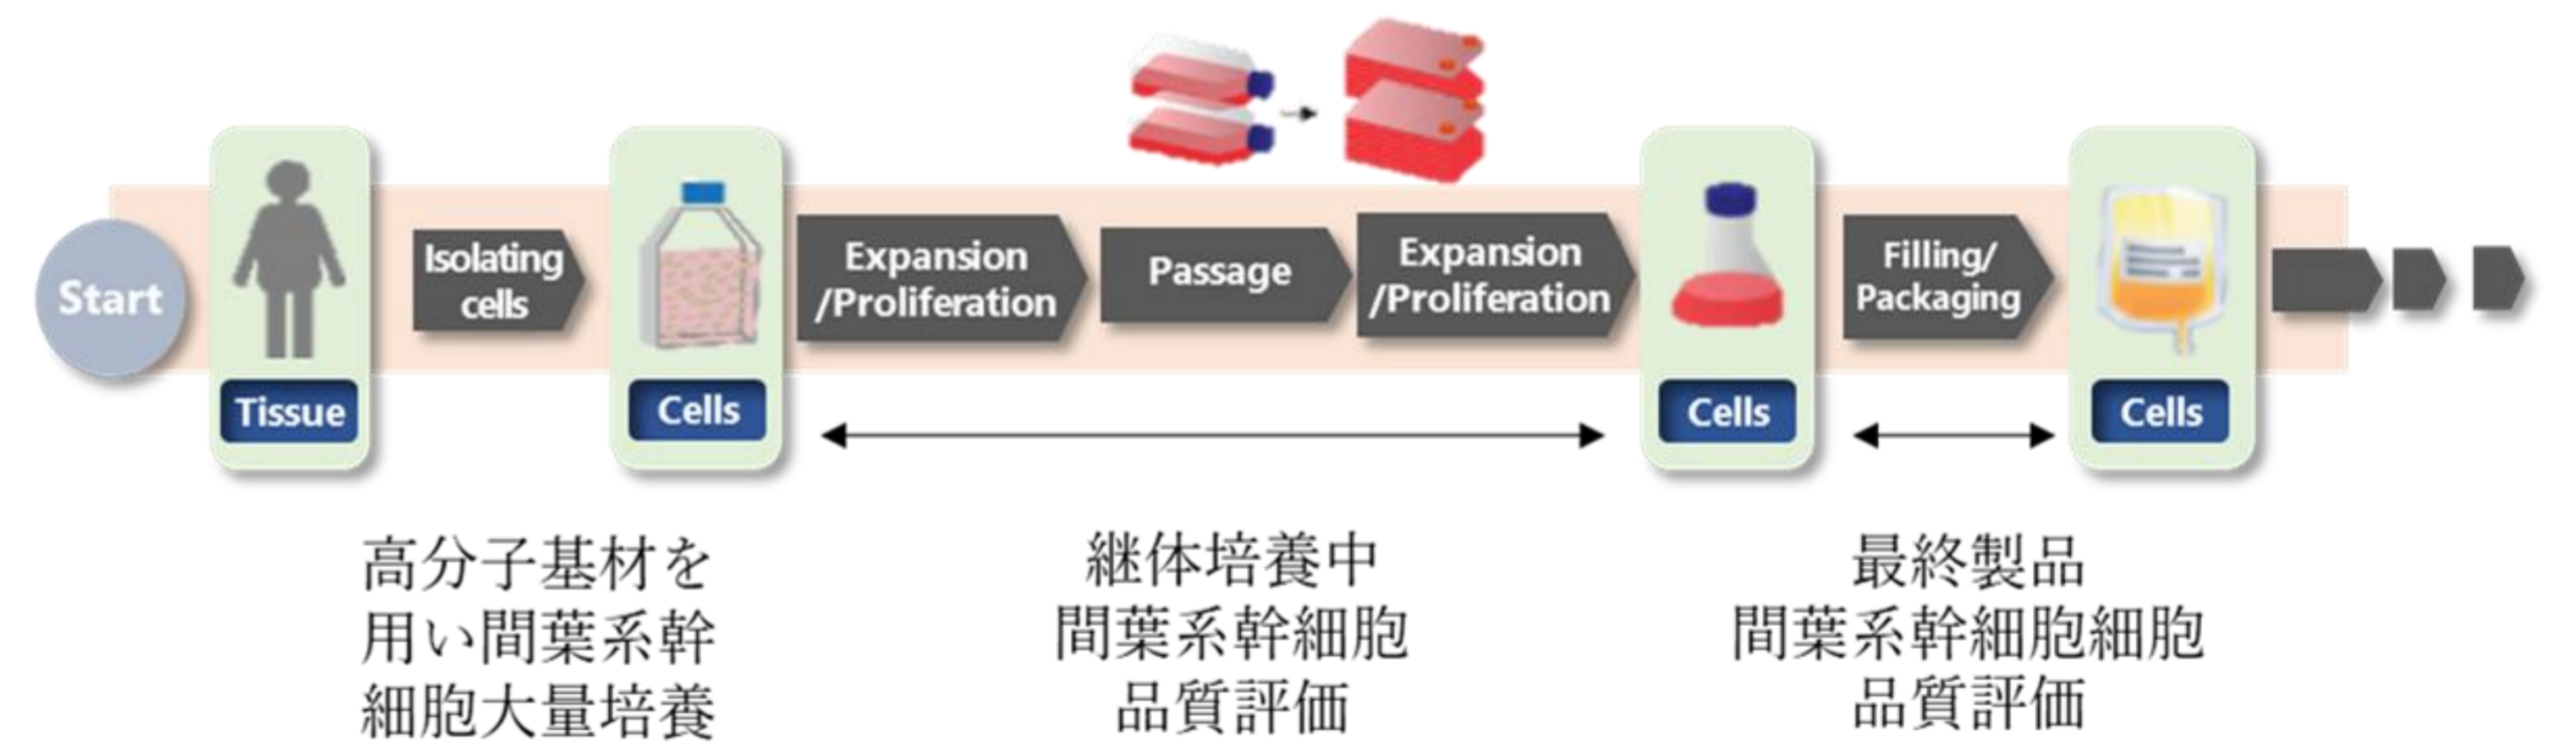 Start
Tissue
Isolating
cells
Cells
Expansion
/Proliferation
Passage
Expansion
/Proliferation
Cells
Filling/
Packaging
Cells
高分子基材を
用い間葉系幹
細胞大量培養
継体培養中
間葉系幹細胞
品質評価
最終製品
間葉系幹細胞細胞
品質評価